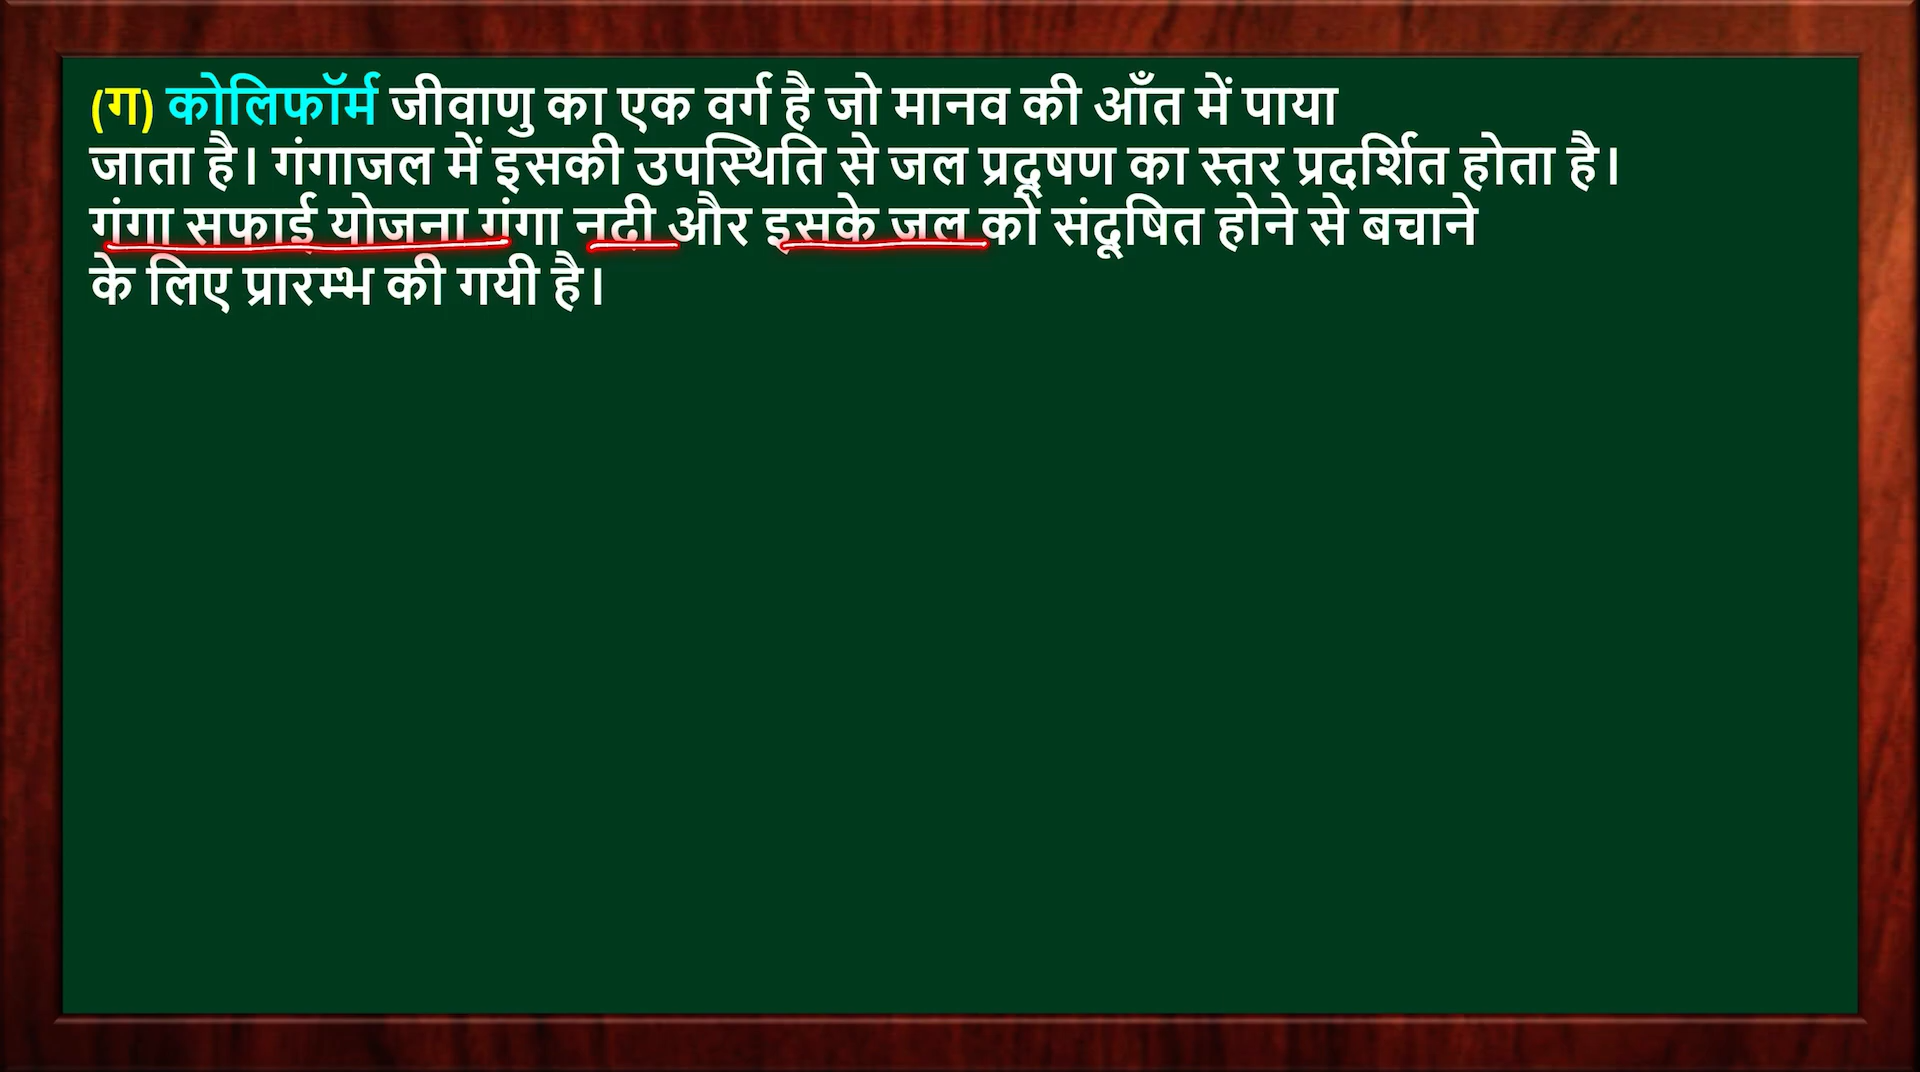 (ग) कोलिफॉर्म जीवाणु का एक वर्ग है जो मानव की आँत में पाया
जाता है। गंगाजल में इसकी उपस्थिति से जल प्रदूषण का स्तर प्रदर्शित होता है।
गंगा सफाई योजना गंगा नदी और इसके जल को संदूषित होने से बचाने
के लिए प्रारम्भ की गयी है।